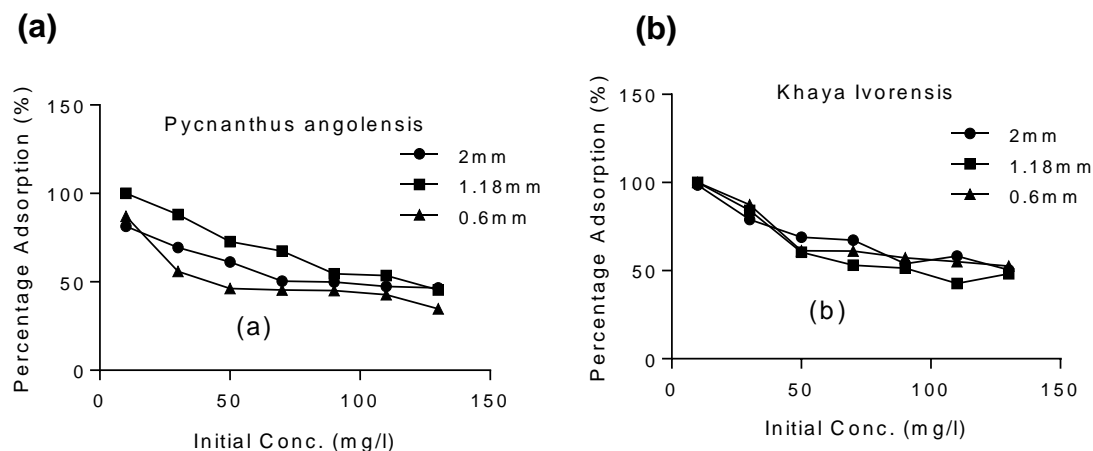 (a)
Pycnanthus angolensis
2mm
1.18mm
0.6mm
Percentage Adsorption (%)
150
100
50
0
(a)
0
50
100
150
Initial Conc. (mg/l)
(b)
Khaya Ivorensis
2mm
1.18mm
0.6mm
Percentage Adsorption (%)
150
100
50
0
(b)
0
50
100
150
Initial Conc. (mg/l)